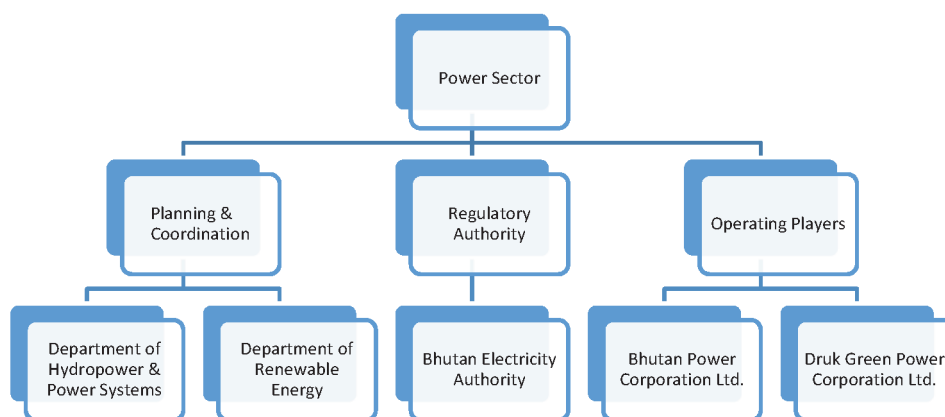 Power Sector
Planning &
Coordination
Regulatory
Authority
Operating Players
Department of
Hydropower &
Power Systems
Department of
Renewable
Energy
Bhutan Electricity
Authority
Bhutan Power
Corporation Ltd.
Druk Green Power
Corporation Ltd.